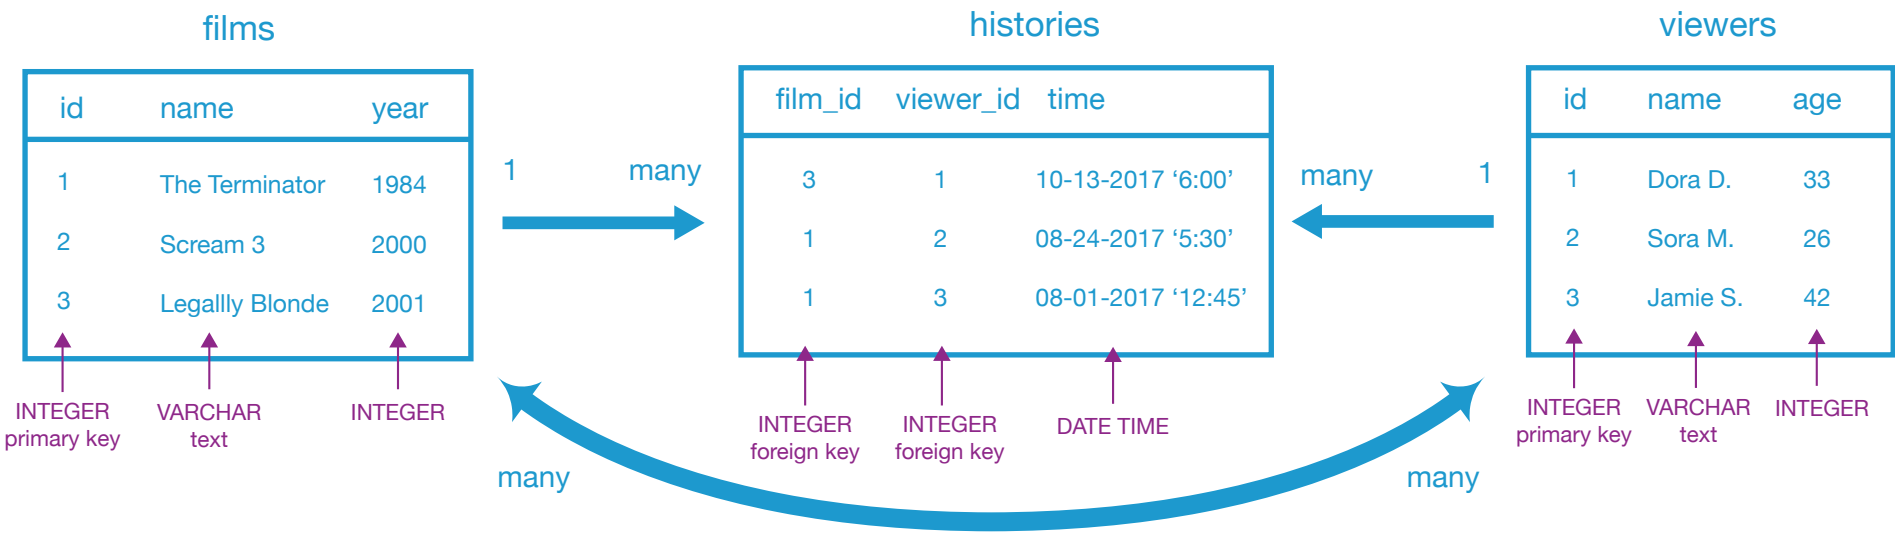 films
histories
viewers
id name year
film_id viewer_id time
id name age
1 The Terminator 1984
2 Scream 3 2000
3 Legallly Blonde 2001
1 many
3 1 10-13-2017 ‘6:00’
1 2 08-24-2017 ‘5:30’
1 3 08-01-2017 ‘12:45’
many 1
1 Dora D. 33
2 Sora M. 26
3 Jamie S. 42
INTEGER
primary key
VARCHAR
text
INTEGER
INTEGER
foreign key
INTEGER
foreign key
DATE TIME
INTEGER
primary key
VARCHAR
text
INTEGER
many
many